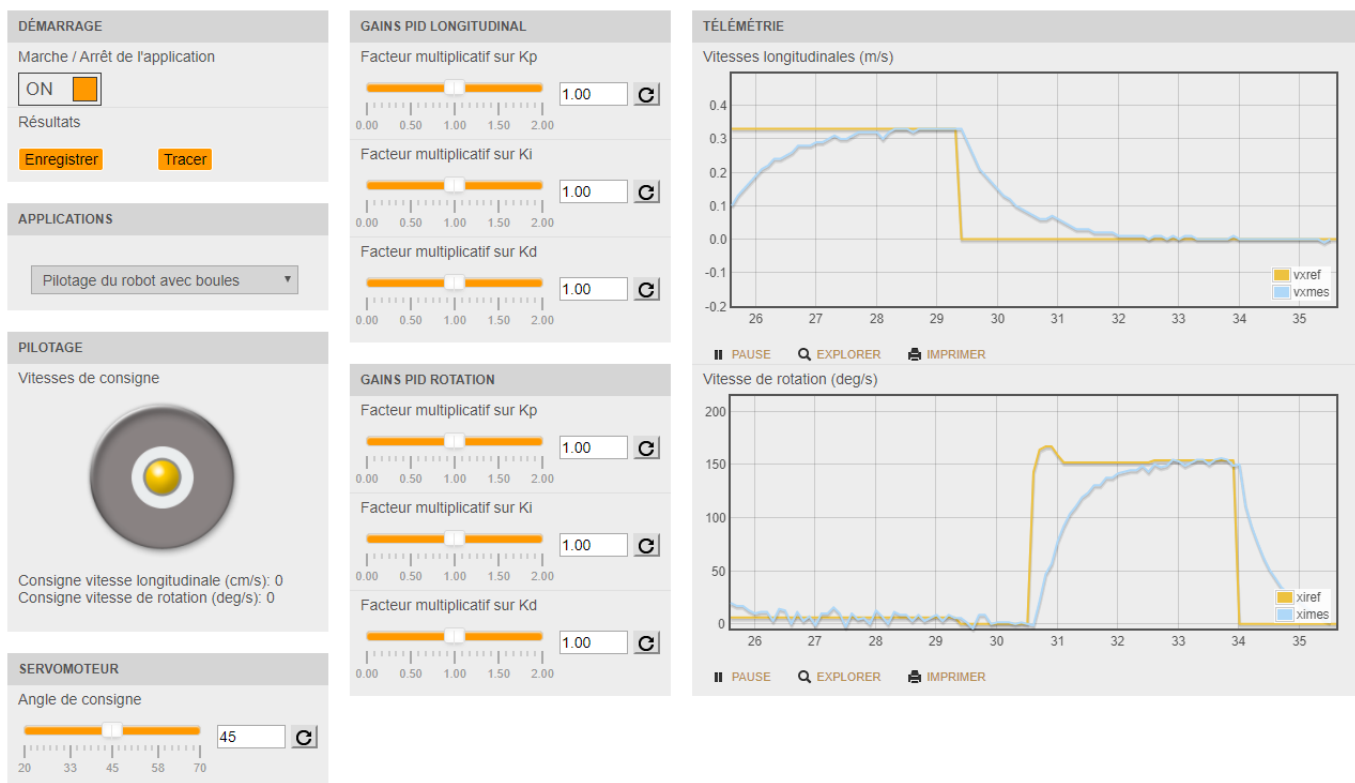 DÉMARRAGE
Marche / Arrêt de l'application
ON
Résultats
Enregistrer Tracer
APPLICATIONS
Pilotage du robot avec boules
PILOTAGE
Vitesses de consigne
Consigne vitesse longitudinale (cm/s): 0
Consigne vitesse de rotation (deg/s): 0
SERVOMOTEUR
Angle de consigne
45
20 33 45 58 70
GAINS PID LONGITUDINAL
Facteur multiplicatif sur Kp
1.00
0.00 0.50 1.00 1.50 2.00
Facteur multiplicatif sur Ki
1.00
0.00 0.50 1.00 1.50 2.00
Facteur multiplicatif sur Kd
1.00
0.00 0.50 1.00 1.50 2.00
GAINS PID ROTATION
Facteur multiplicatif sur Kp
1.00
0.00 0.50 1.00 1.50 2.00
Facteur multiplicatif sur Ki
1.00
0.00 0.50 1.00 1.50 2.00
Facteur multiplicatif sur Kd
1.00
0.00 0.50 1.00 1.50 2.00
TÉLÉMÉTRIE
Vitesses longitudinales (m/s)
0.4
0.3
0.2
0.1
0.0
-0.1
-0.2
vxref
vxmes
26 27 28 29 30 31 32 33 34 35
PAUSE EXPLORER IMPRIMER
Vitesse de rotation (deg/s)
200
150
100
50
0
xiref
ximes
26 27 28 29 30 31 32 33 34 35
PAUSE EXPLORER IMPRIMER